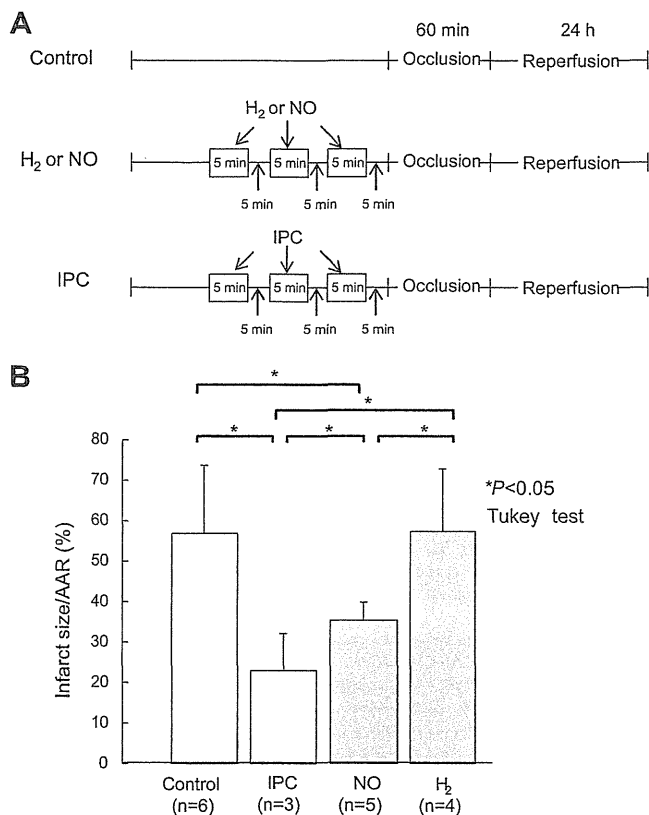 A
60 min 24 h
Control Occlusion Reperfusion
H2 or NO
H2 or NO 5 min 5 min 5 min Occlusion Reperfusion
5 min 5 min 5 min
IPC
IPC 5 min 5 min 5 min Occlusion Reperfusion
5 min 5 min 5 min
B
*
*
* * *
80
70
60
50
40
30
20
10
0
Infarct size/AAR (%)
*P<0.05
Tukey test
Control IPC NO H2
(n=6) (n=3) (n=5) (n=4)